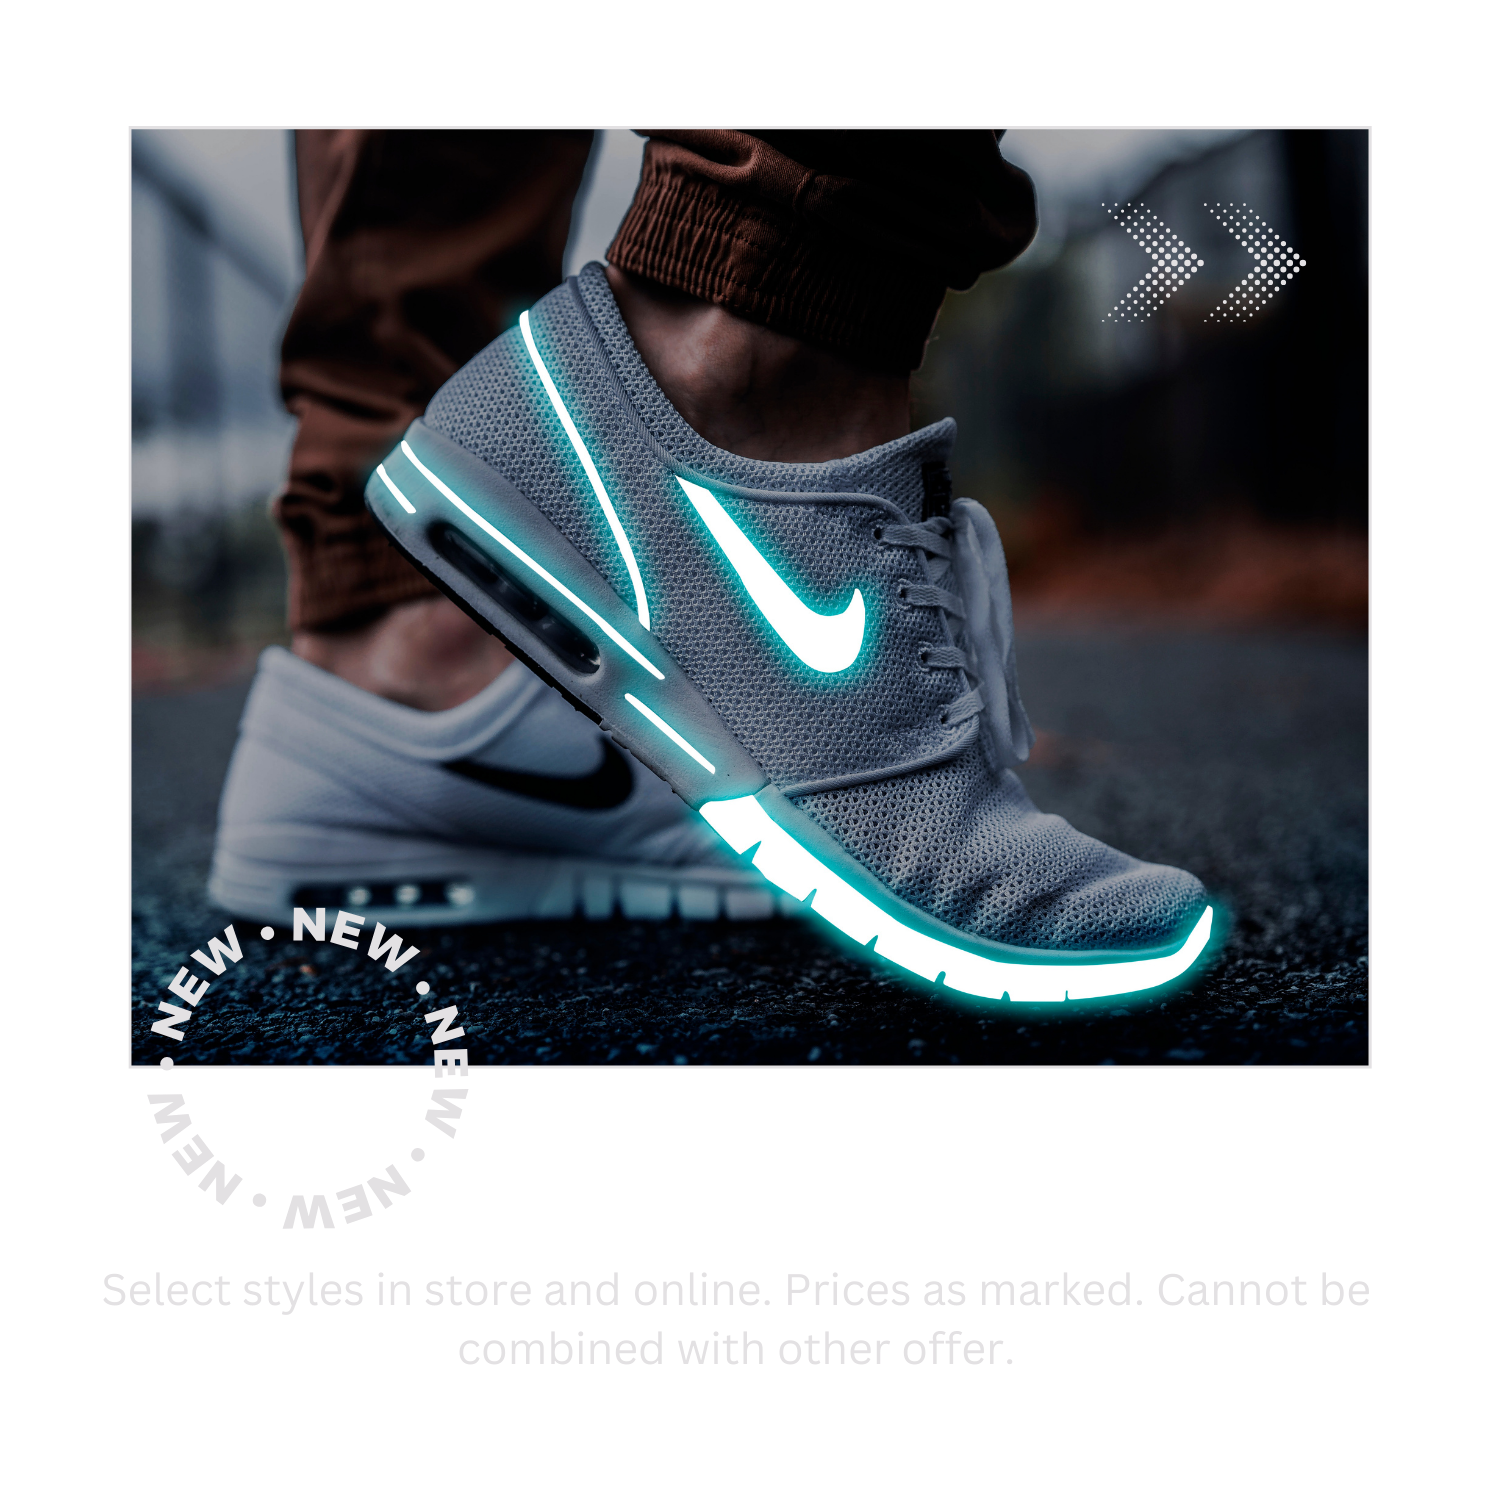 NEW • NEW • NEW • NEW • NEW •
Select styles in store and online. Prices as marked. Cannot be
combined with other offer.